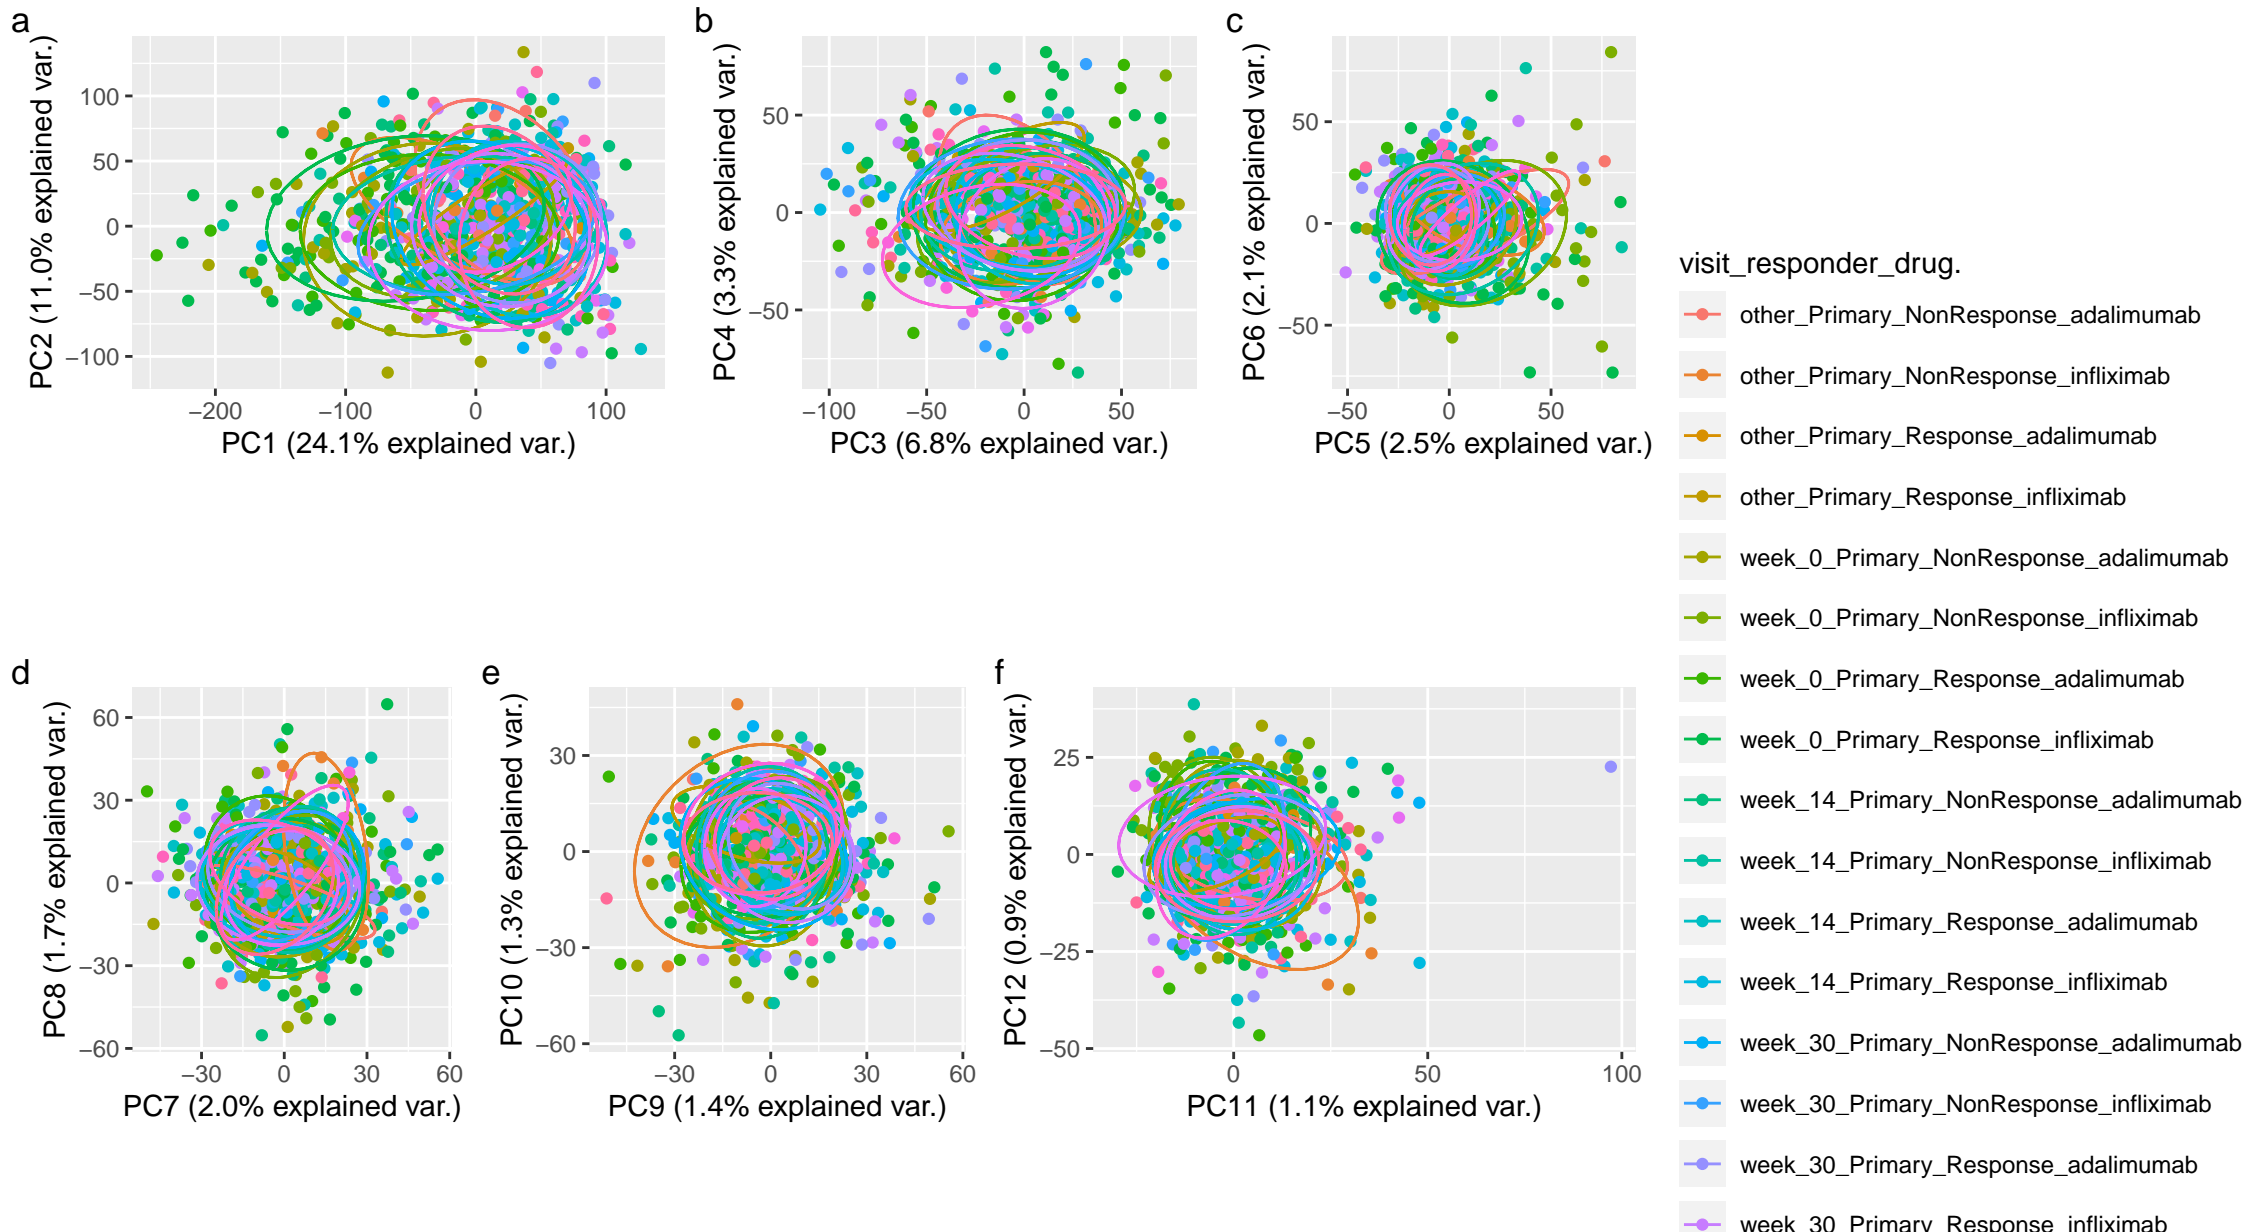 a
PC2 (11.0% explained var.)
100
50
0
−50
−100
−200
−100
0
100
PC1 (24.1% explained var.)
b
PC4 (3.3% explained var.)
50
0
−50
−100
−50
0
50
PC3 (6.8% explained var.)
c
PC6 (2.1% explained var.)
50
0
−50
−50
0
50
PC5 (2.5% explained var.)
d
PC8 (1.7% explained var.)
60
30
0
−30
−60
−30
0
30
60
PC7 (2.0% explained var.)
e
PC10 (1.3% explained var.)
30
0
−30
−60
−30
0
30
60
PC9 (1.4% explained var.)
f
PC12 (0.9% explained var.)
25
0
−25
−50
0
50
100
PC11 (1.1% explained var.)
visit_responder_drug.
other_Primary_NonResponse_adalimumab
other_Primary_NonResponse_infliximab
other_Primary_Response_adalimumab
other_Primary_Response_infliximab
week_0_Primary_NonResponse_adalimumab
week_0_Primary_NonResponse_infliximab
week_0_Primary_Response_adalimumab
week_0_Primary_Response_infliximab
week_14_Primary_NonResponse_adalimumab
week_14_Primary_NonResponse_infliximab
week_14_Primary_Response_adalimumab
week_14_Primary_Response_infliximab
week_30_Primary_NonResponse_adalimumab
week_30_Primary_NonResponse_infliximab
week_30_Primary_Response_adalimumab
week_30_Primary_Response_infliximab